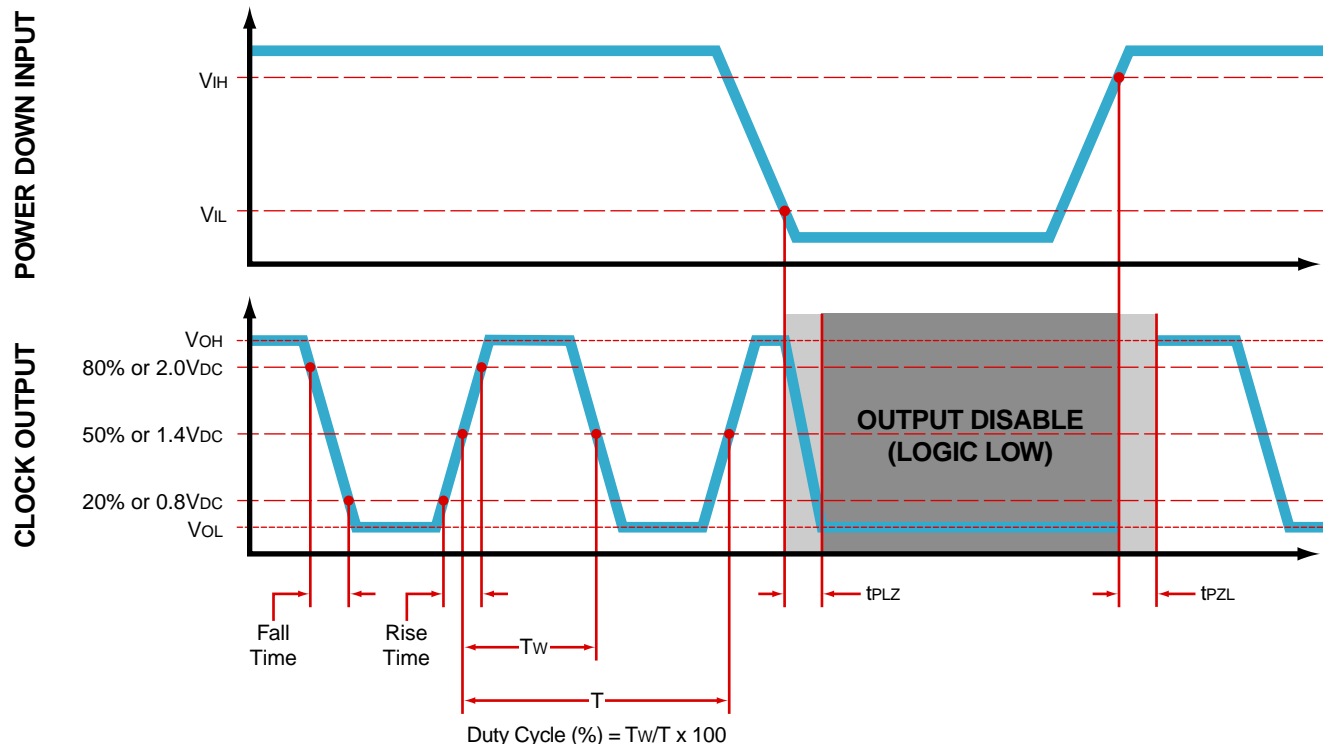 POWER DOWN INPUT
VIH
VIL
CLOCK OUTPUT
VOH
80% or 2.0VDC
50% or 1.4VDC
20% or 0.8VDC
VOL
OUTPUT DISABLE
(LOGIC LOW)
tPLZ
tPZL
Fall
Time
Rise
Time
TW
T
Duty Cycle (%) = TW/T x 100